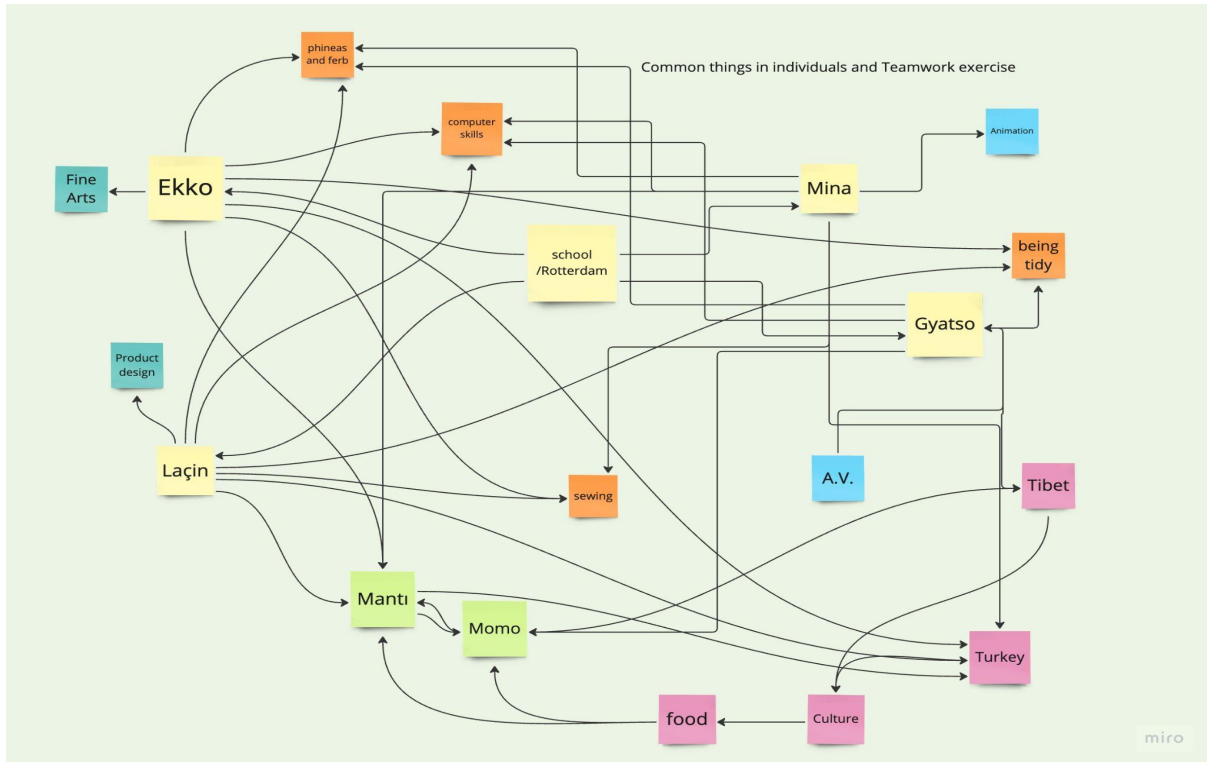 phineas
and ferb
Common things in individuals and Teamwork exercise
computer
skills
Animation
Fine
Arts
Ekko
Mina
school
/Rotterdam
being
tidy
Gyatso
Product
design
Laçin
sewing
A.V.
Tibet
Mantı
Momo
Turkey
food
Culture
miro